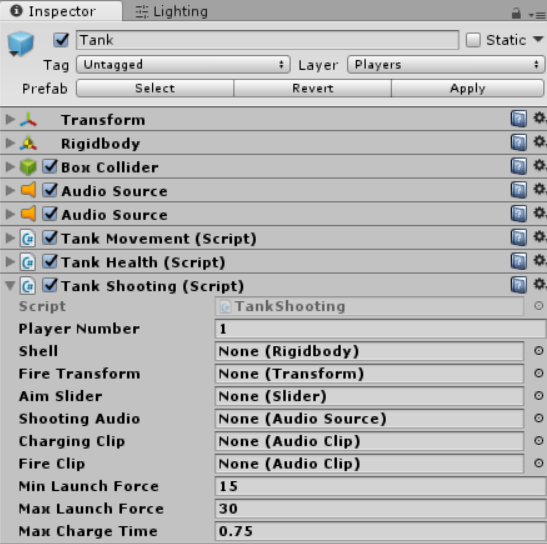 Inspector Lighting
Tank Static
Tag Untagged Layer Players
Prefab Select Revert Apply
Transform
Rigidbody
Box Collider
Audio Source
Audio Source
Tank Movement (Script)
Tank Health (Script)
Tank Shooting (Script)
Script TankShooting
Player Number 1
Shell None (Rigidbody)
Fire Transform None (Transform)
Aim Slider None (Slider)
Shooting Audio None (Audio Source)
Charging Clip None (Audio Clip)
Fire Clip None (Audio Clip)
Min Launch Force 15
Max Launch Force 30
Max Charge Time 0.75